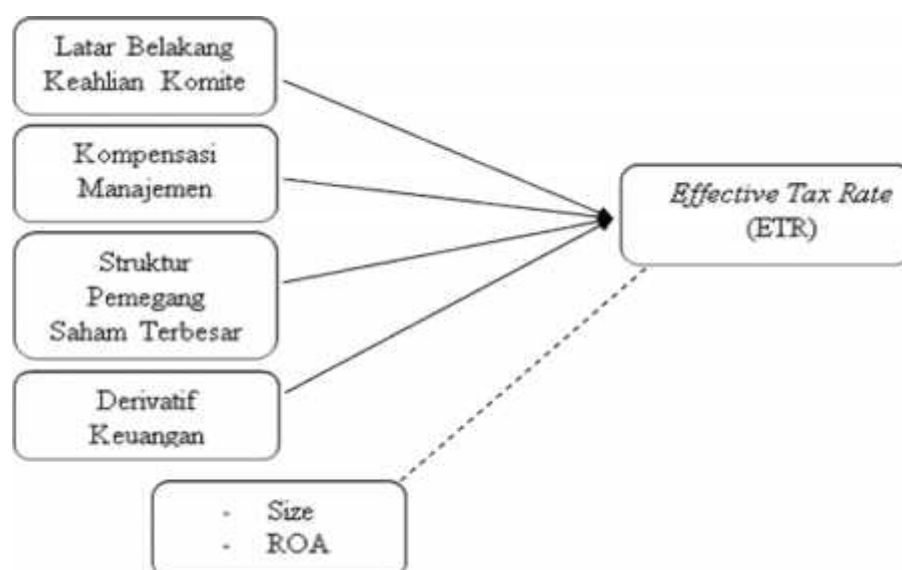 Latar Belakang
Keahlian Komite
Kompensasi
Manajemen
Struktur
Pemegang
Saham Terbesar
Derivatif
Keuangan
Effective Tax Rate
(ETR)
- Size
- ROA